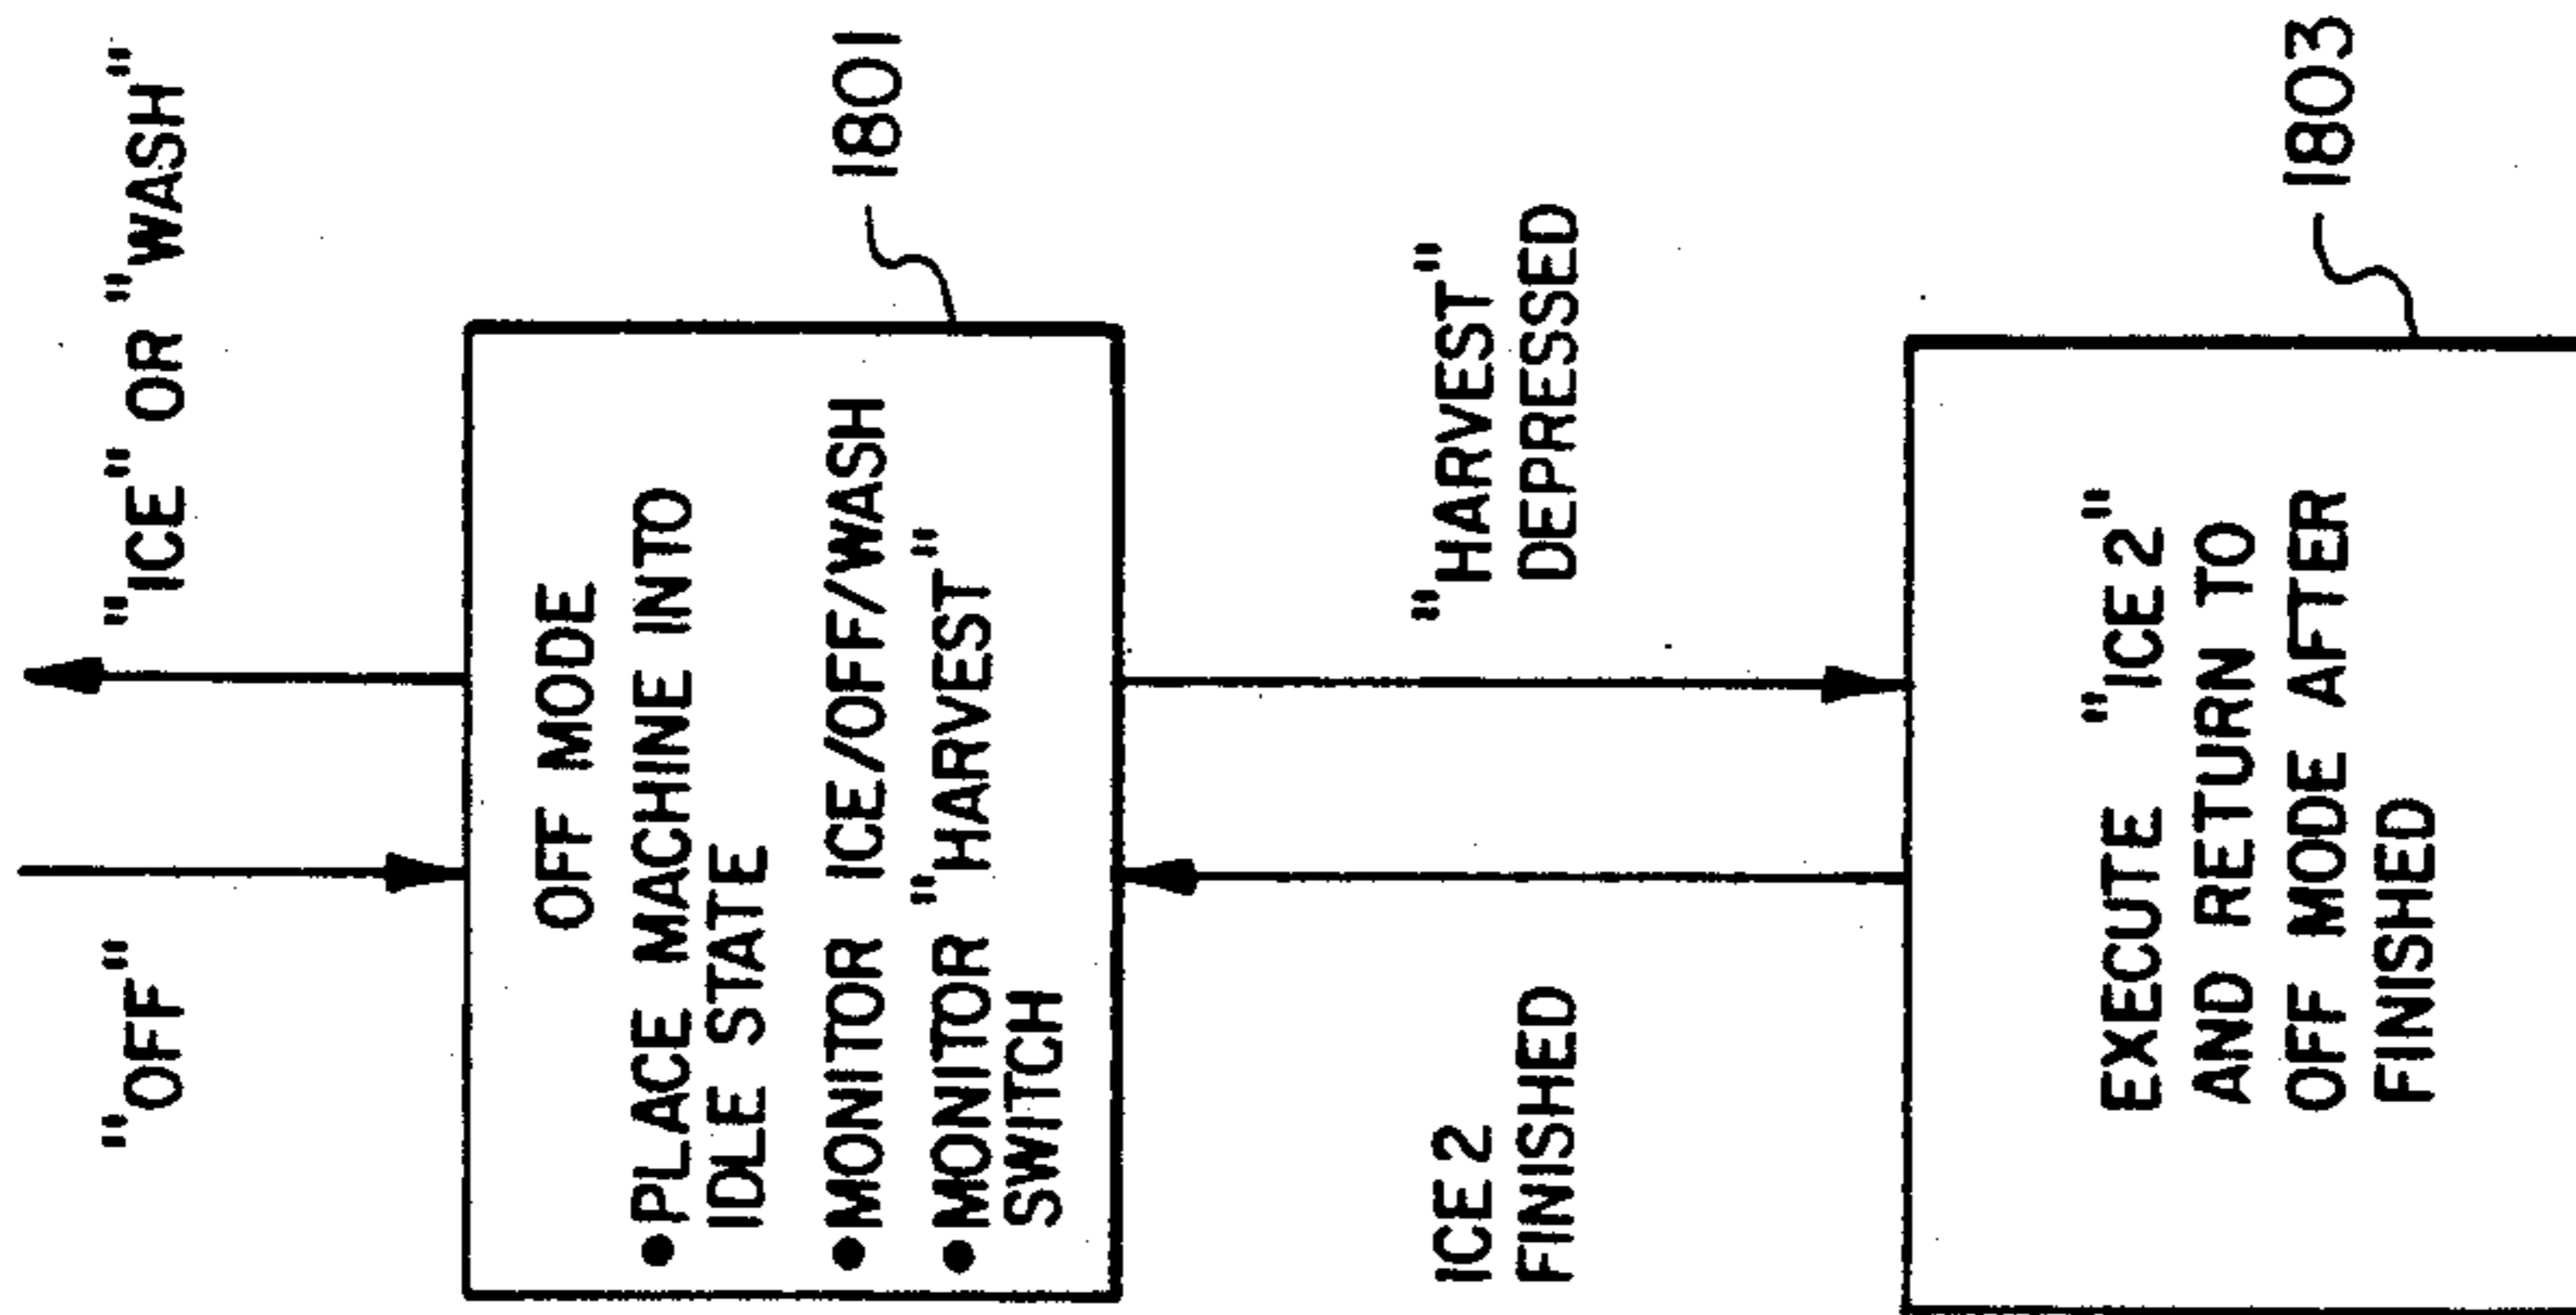 "OFF"
"ICE" OR "WASH"
OFF MODE
•PLACE MACHINE INTO
IDLE STATE
•MONITOR ICE/OFF/WASH
•MONITOR "HARVEST"
SWITCH
1801
ICE 2
FINISHED
"HARVEST"
DEPRESSED
EXECUTE "ICE 2"
AND RETURN TO
OFF MODE AFTER
FINISHED
1803